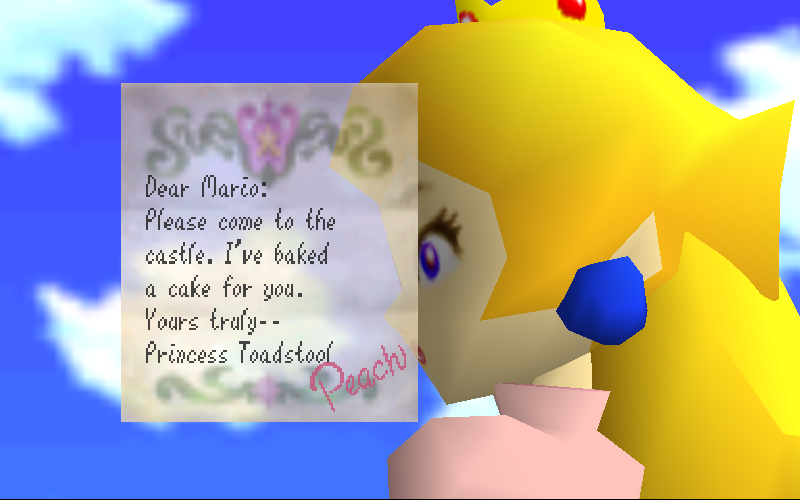 Dear Mario:
Please come to the
castle. I've baked
a cake for you.
Yours truly--
Princess Toadstool
Peach